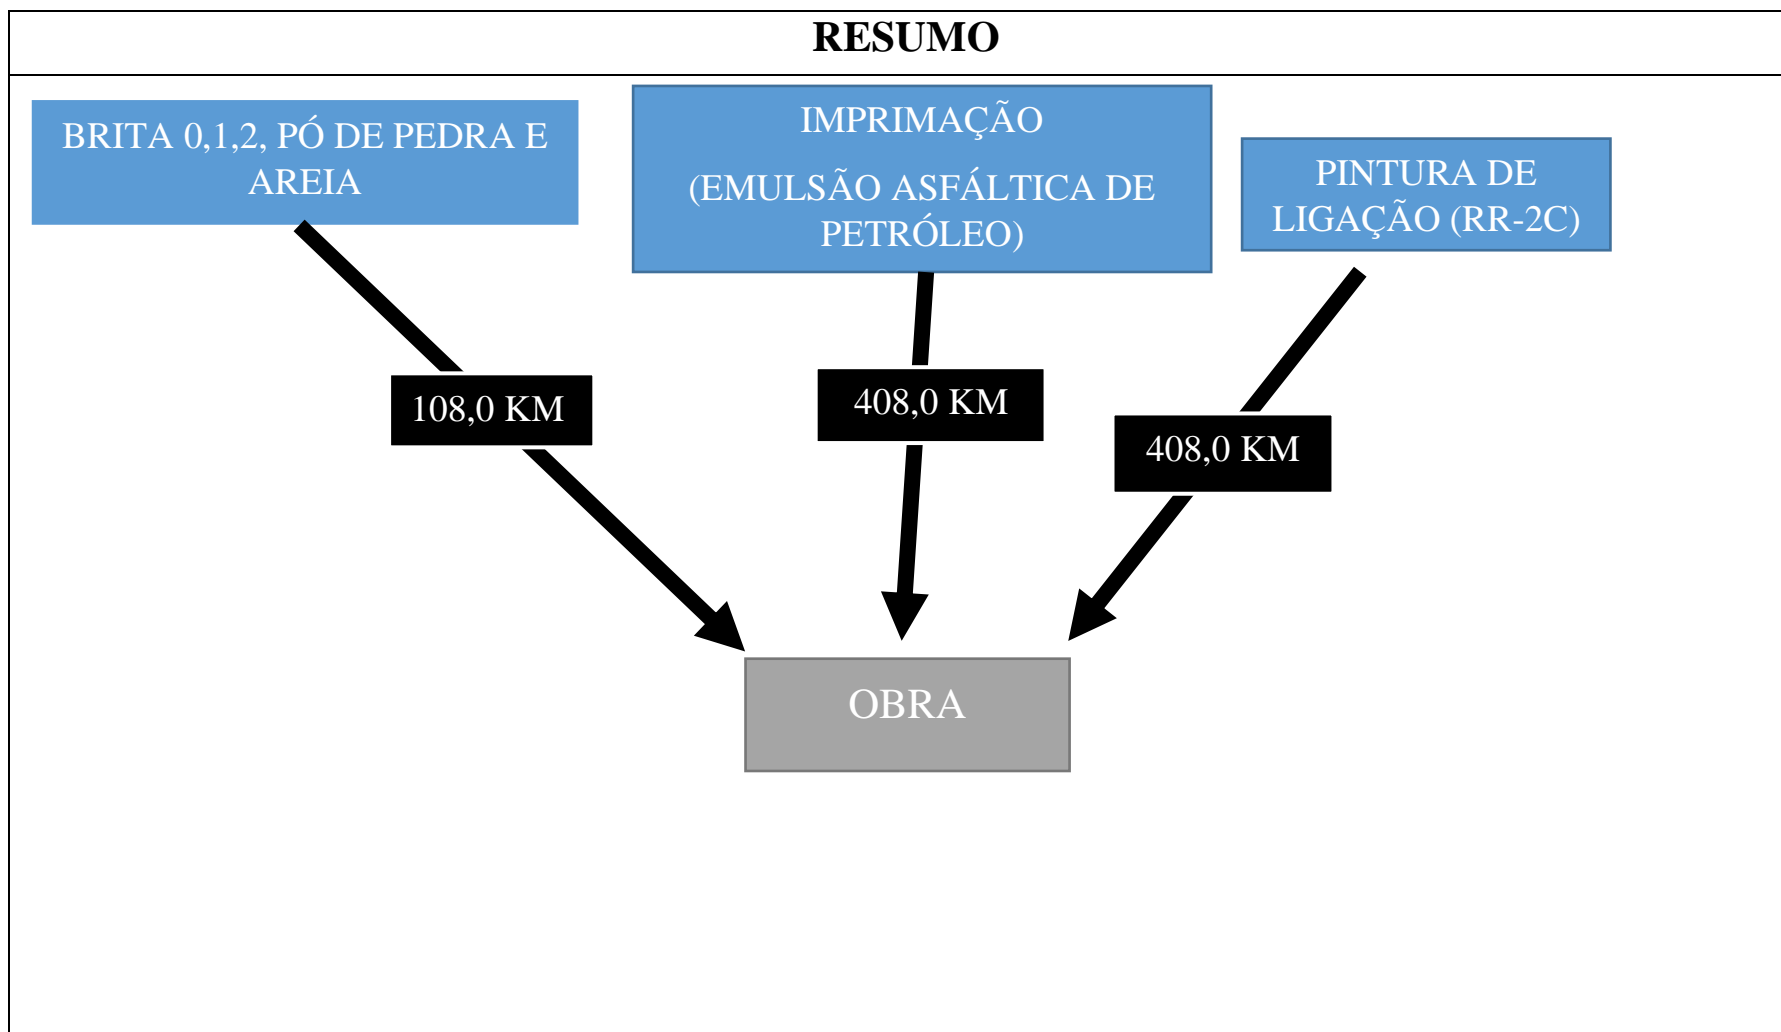 RESUMO
BRITA 0,1,2, PÓ DE PEDRA E
AREIA
IMPRIMAÇÃO
(EMULSÃO ASFÁLTICA DE
PETRÓLEO)
PINTURA DE
LIGAÇÃO (RR-2C)
108,0 KM
408,0 KM
408,0 KM
OBRA